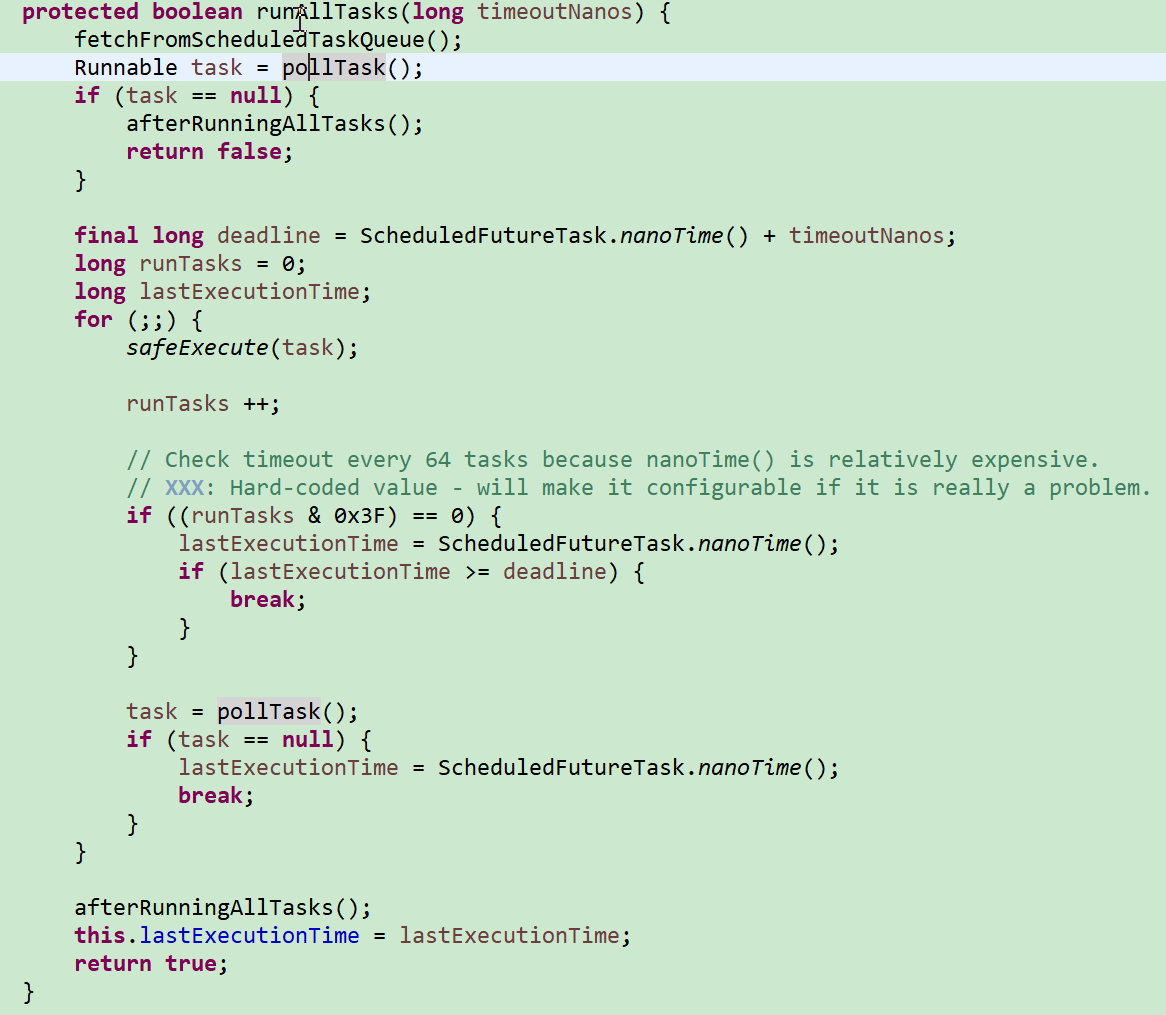 protected boolean runAllTasks(long timeoutNanos) {
    fetchFromScheduledTaskQueue();
    Runnable task = pollTask();
    if (task == null) {
        afterRunningAllTasks();
        return false;
    }

    final long deadline = ScheduledFutureTask.nanoTime() + timeoutNanos;
    long runTasks = 0;
    long lastExecutionTime;
    for (;;) {
        safeExecute(task);

        runTasks ++;

        // Check timeout every 64 tasks because nanoTime() is relatively expensive.
        // XXX: Hard-coded value - will make it configurable if it is really a problem.
        if ((runTasks & 0x3F) == 0) {
            lastExecutionTime = ScheduledFutureTask.nanoTime();
            if (lastExecutionTime >= deadline) {
                break;
            }
        }

        task = pollTask();
        if (task == null) {
            lastExecutionTime = ScheduledFutureTask.nanoTime();
            break;
        }
    }

    afterRunningAllTasks();
    this.lastExecutionTime = lastExecutionTime;
    return true;
}